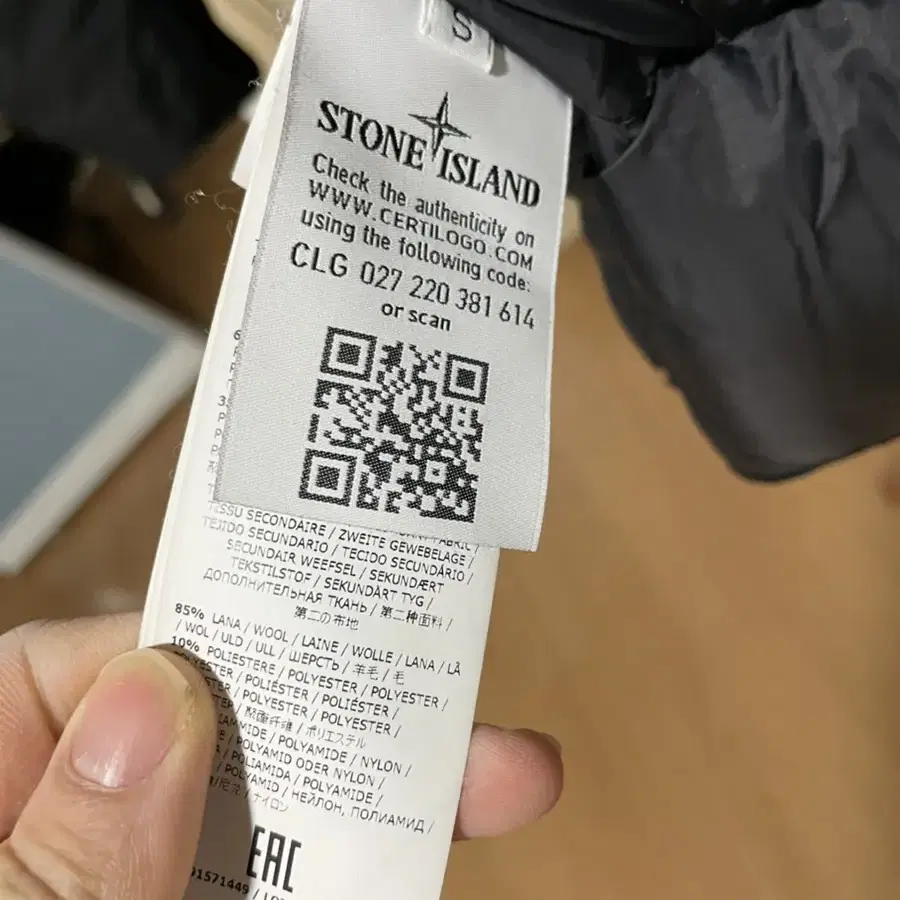 S
STONE ISLAND
Check the authenticity on
WWW.CERTILOGO.COM
using the following code:
CLG 027 220 381 614
or scan
TESSU SECONDAIRE / ZWEITE GEWEBELAGE /
TEJIDO SECUNDARIO / TECIDO SECUNDÁRIO /
SECUNDAIR WEEFSEL / SEKUNDÆRT
TEKSTILSTOF / SEKUNDÄRT TYG /
ДОПОЛНИТЕЛЬНАЯ ТКАНЬ / 第二种面料 /
第二の布地
85% LANA / WOOL / LAINE / WOLLE / LANA / LÃ
/ WOL / ULD / ULL / ШЕРСТЬ / 羊毛 / 毛
10% POLIESTERE / POLYESTER / POLYESTER /
POLYESTER / POLIÉSTER / POLIÉSTER /
/ POLYESTER / POLYESTER /
/ 聚酯纤维 / ポリエステル
/ POLYAMIDE / NYLON /
/ POLYAMID ODER NYLON /
/ POLIAMIDA / POLYAMIDE /
/ POLYAMID / НЕЙЛОН, ПОЛИАМИД /
/ ナイロン
EAC